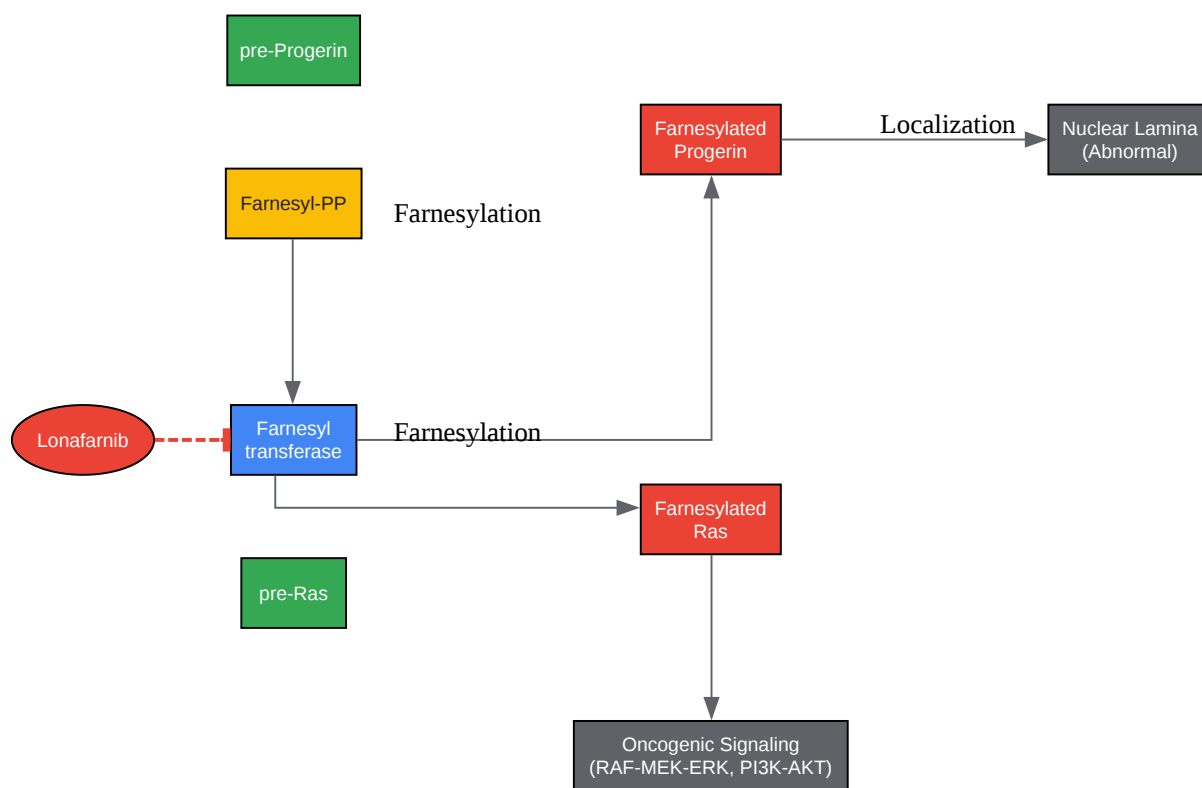 pre-Progerin
Farnesylated
Progerin
Localization
Nuclear Lamina
(Abnormal)
Farnesyl-PP
Farnesylation
Lonafarnib
Farnesyl
transferase
Farnesylation
Farnesylated
Ras
pre-Ras
Oncogenic Signaling
(RAF-MEK-ERK, PI3K-AKT)